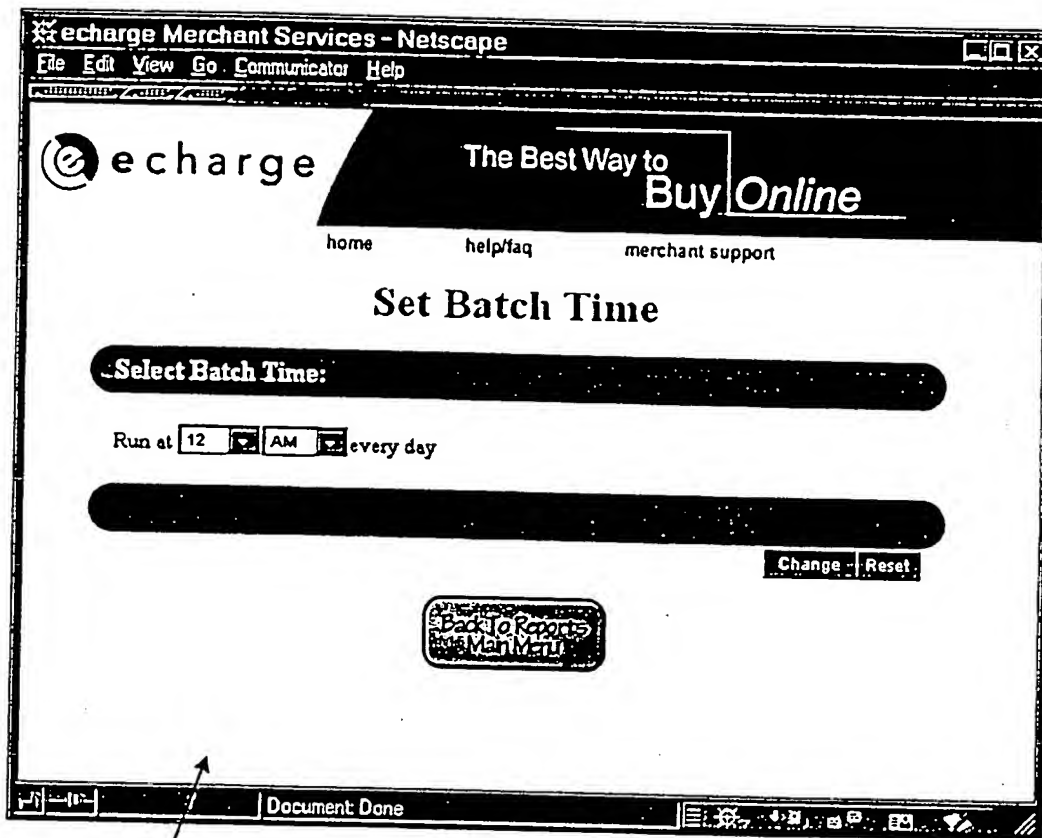 echarge Merchant Services - Netscape
File Edit View Go Communicator Help
e echarge
The Best Way to
Buy Online
home help/faq merchant support
Set Batch Time
Select Batch Time:
Run at 12 AM every day
Change Reset
Back To Reports
Main Menu
Document: Done